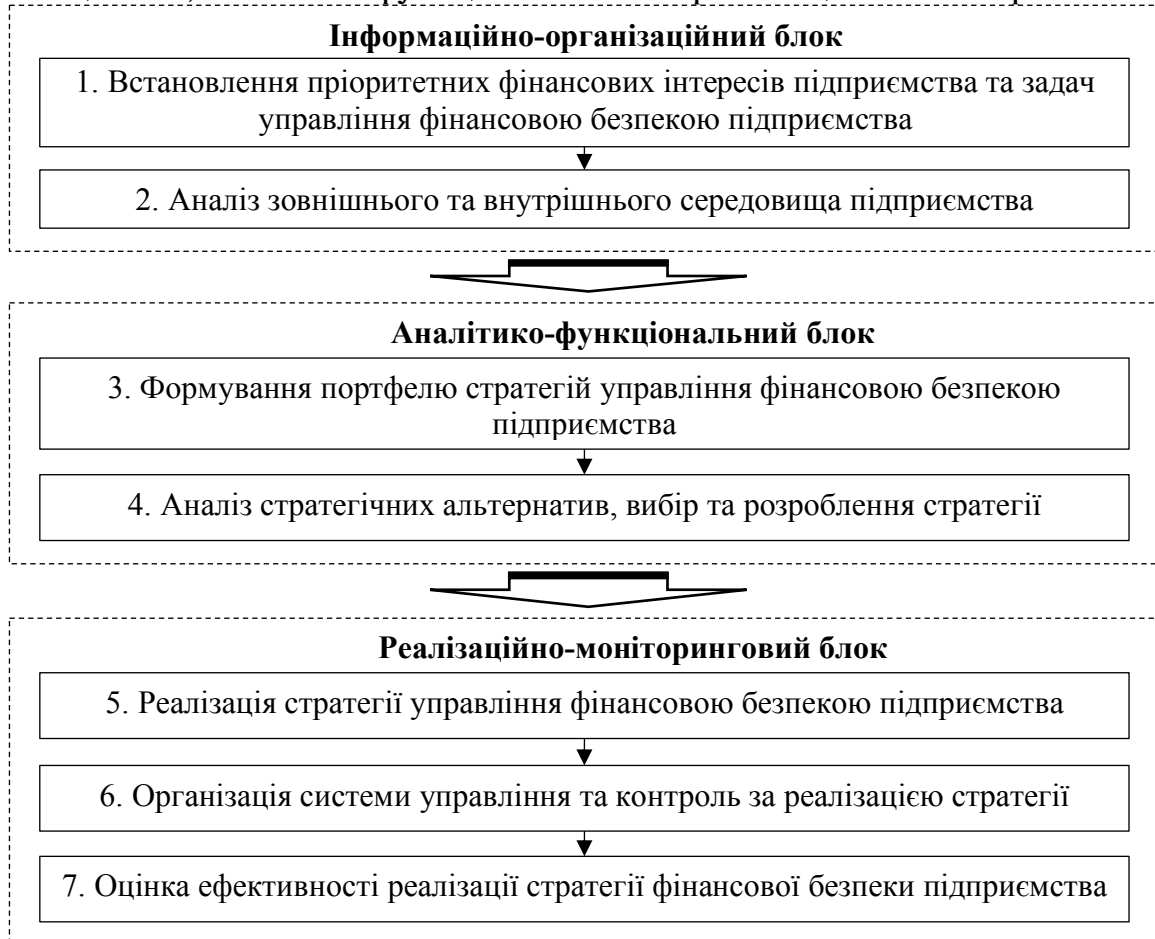 Інформаційно-організаційний блок
1. Встановлення пріоритетних фінансових інтересів підприємства та задач
управління фінансовою безпекою підприємства
2. Аналіз зовнішнього та внутрішнього середовища підприємства
Аналітико-функціональний блок
3. Формування портфелю стратегій управління фінансовою безпекою
підприємства
4. Аналіз стратегічних альтернатив, вибір та розроблення стратегії
Реалізаційно-моніторинговий блок
5. Реалізація стратегії управління фінансовою безпекою підприємства
6. Організація системи управління та контроль за реалізацією стратегії
7. Оцінка ефективності реалізації стратегії фінансової безпеки підприємства